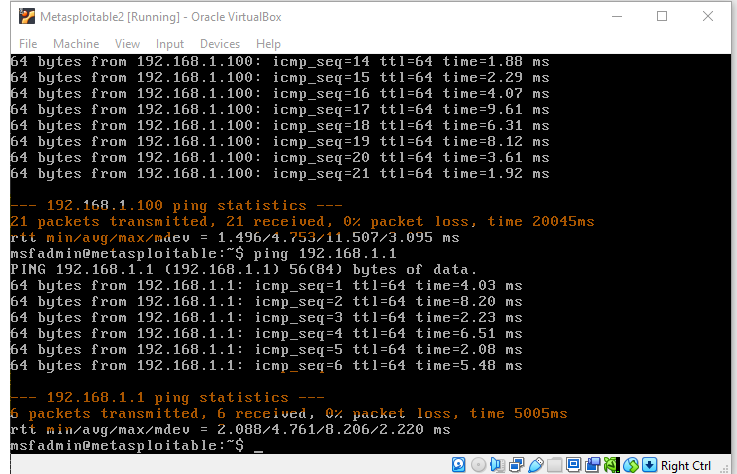 Metasploitable2 [Running] - Oracle VirtualBox
File Machine View Input Devices Help
64 bytes from 192.168.1.100: icmp_seq=14 ttl=64 time=1.88 ms
64 bytes from 192.168.1.100: icmp_seq=15 ttl=64 time=2.29 ms
64 bytes from 192.168.1.100: icmp_seq=16 ttl=64 time=4.07 ms
64 bytes from 192.168.1.100: icmp_seq=17 ttl=64 time=9.61 ms
64 bytes from 192.168.1.100: icmp_seq=18 ttl=64 time=6.31 ms
64 bytes from 192.168.1.100: icmp_seq=19 ttl=64 time=8.12 ms
64 bytes from 192.168.1.100: icmp_seq=20 ttl=64 time=3.61 ms
64 bytes from 192.168.1.100: icmp_seq=21 ttl=64 time=1.92 ms
--- 192.168.1.100 ping statistics ---
21 packets transmitted, 21 received, 0% packet loss, time 20045ms
rtt min/avg/max/mdev = 1.496/4.753/11.507/3.095 ms
msfadmin@metasploitable:~$ ping 192.168.1.1
PING 192.168.1.1 (192.168.1.1) 56(84) bytes of data.
64 bytes from 192.168.1.1: icmp_seq=1 ttl=64 time=4.03 ms
64 bytes from 192.168.1.1: icmp_seq=2 ttl=64 time=8.20 ms
64 bytes from 192.168.1.1: icmp_seq=3 ttl=64 time=2.23 ms
64 bytes from 192.168.1.1: icmp_seq=4 ttl=64 time=6.51 ms
64 bytes from 192.168.1.1: icmp_seq=5 ttl=64 time=2.08 ms
64 bytes from 192.168.1.1: icmp_seq=6 ttl=64 time=5.48 ms
--- 192.168.1.1 ping statistics ---
6 packets transmitted, 6 received, 0% packet loss, time 5005ms
rtt min/avg/max/mdev = 2.088/4.761/8.206/2.220 ms
msfadmin@metasploitable:~$ _
Right Ctrl